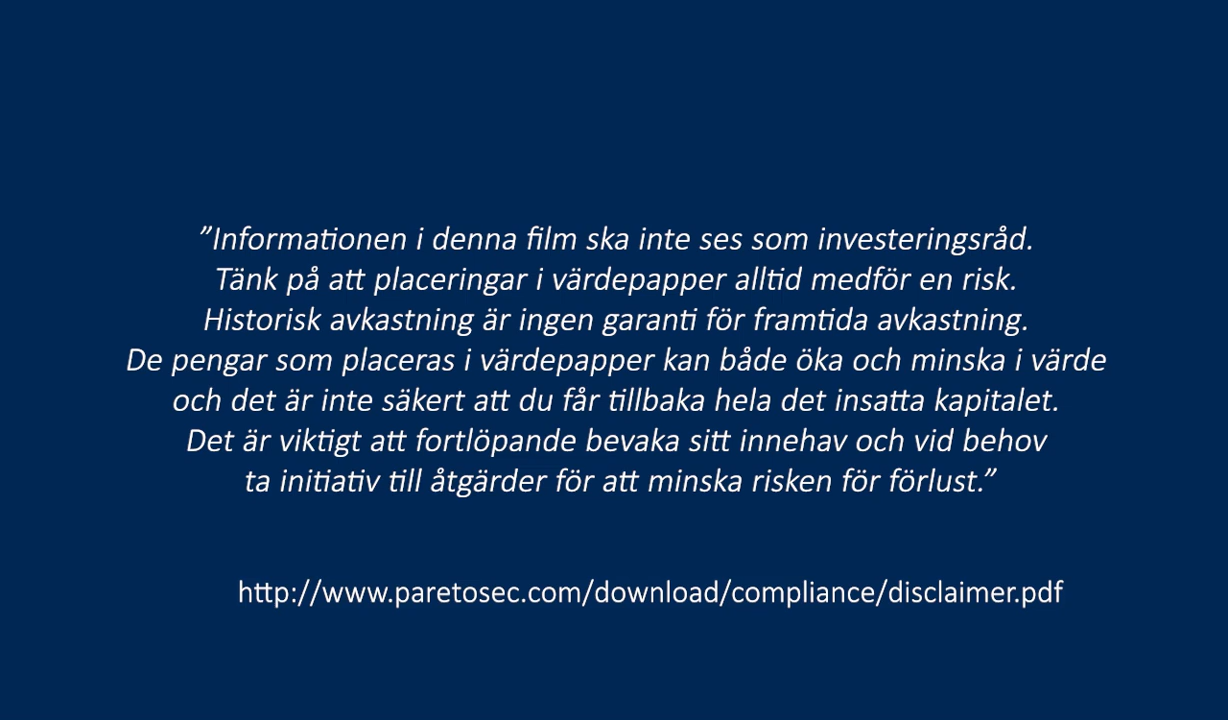 ”Informationen i denna film ska inte ses som investeringsråd.
Tänk på att placeringar i värdepapper alltid medför en risk.
Historisk avkastning är ingen garanti för framtida avkastning.
De pengar som placeras i värdepapper kan både öka och minska i värde
och det är inte säkert att du får tillbaka hela det insatta kapitalet.
Det är viktigt att fortlöpande bevaka sitt innehav och vid behov
ta initiativ till åtgärder för att minska risken för förlust.”
http://www.paretosec.com/download/compliance/disclaimer.pdf